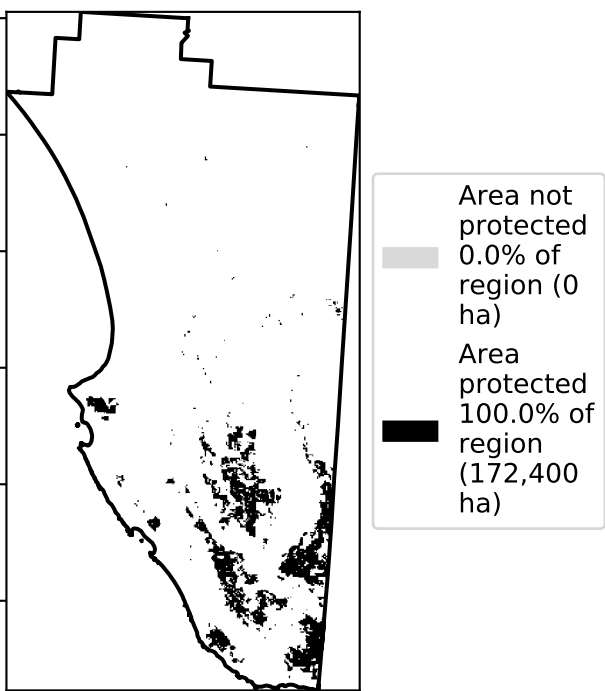 Area not
protected
0.0% of
region (0
ha)
Area
protected
100.0% of
region
(172,400
ha)